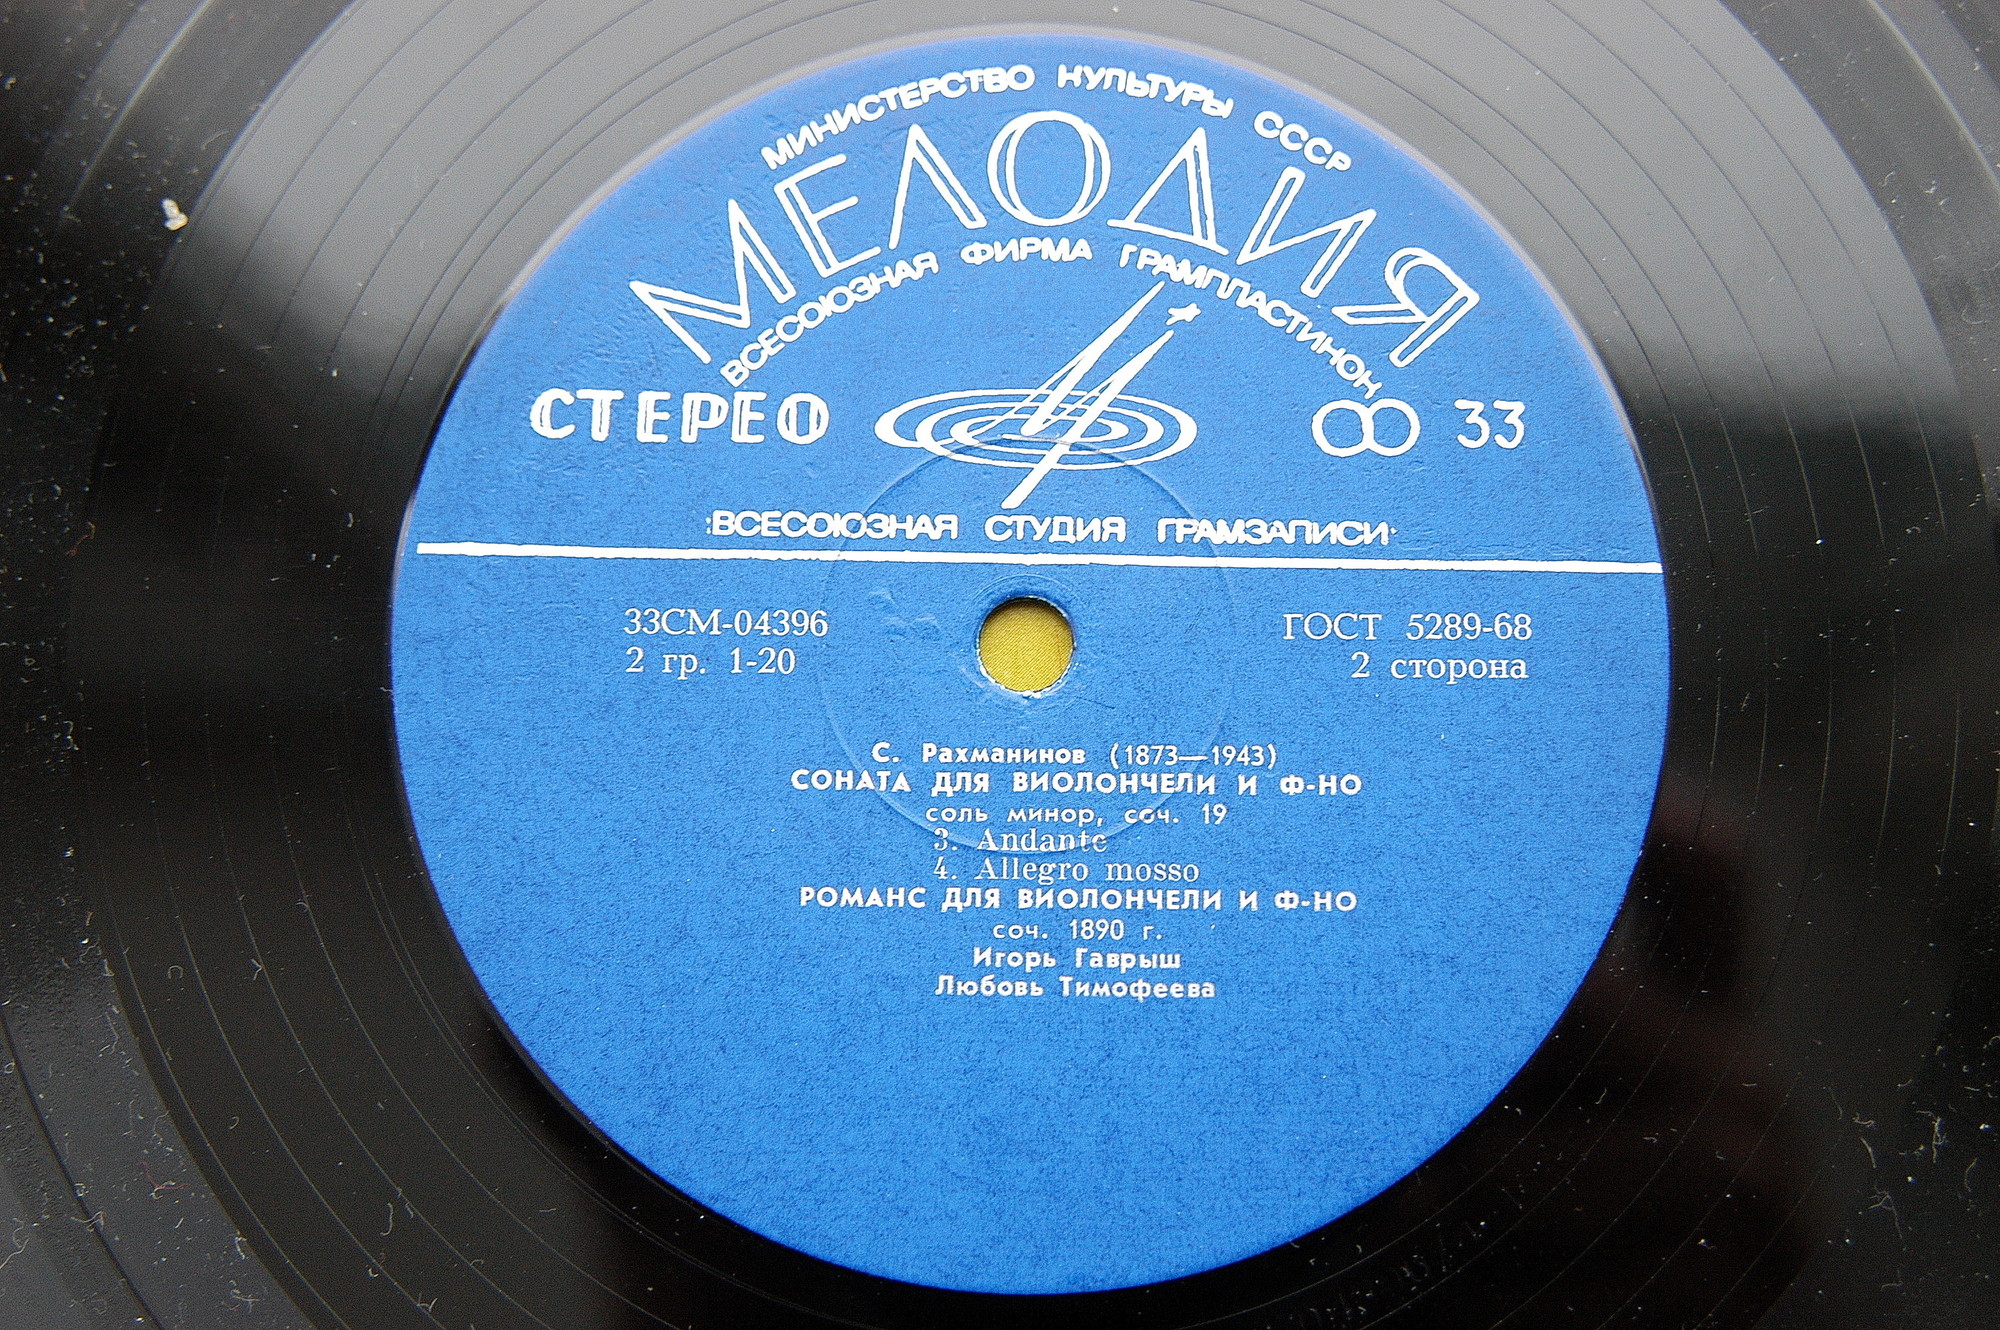 МИНИСТЕРСТВО КУЛЬТУРЫ СССР
МЕЛОДИЯ
ВСЕСОЮЗНАЯ ФИРМА ГРАМПЛАСТИНОК
СТЕРЕО 33
ВСЕСОЮЗНАЯ СТУДИЯ ГРАМЗАПИСИ
33СМ-04396 ГОСТ 5289-68
2 гр. 1-20 2 сторона
С. Рахманинов (1873—1943)
СОНАТА ДЛЯ ВИОЛОНЧЕЛИ И Ф-НО
соль минор, соч. 19
3. Andante
4. Allegro mosso
РОМАНС ДЛЯ ВИОЛОНЧЕЛИ И Ф-НО
соч. 1890 г.
Игорь Гаврыш
Любовь Тимофеева